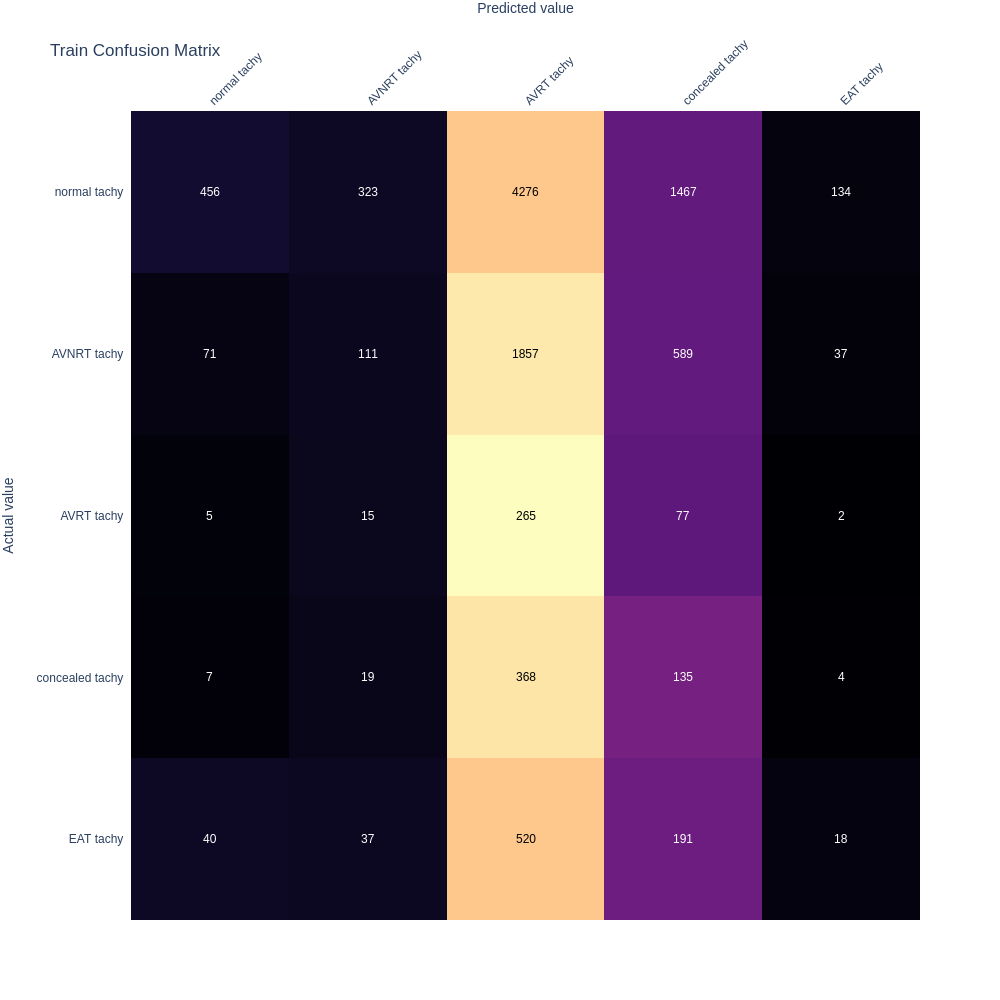 Predicted value
Train Confusion Matrix
normal tachy
AVNRT tachy
AVRT tachy
concealed tachy
EAT tachy
Actual value
normal tachy 456 323 4276 1467 134
AVNRT tachy 71 111 1857 589 37
AVRT tachy 5 15 265 77 2
concealed tachy 7 19 368 135 4
EAT tachy 40 37 520 191 18